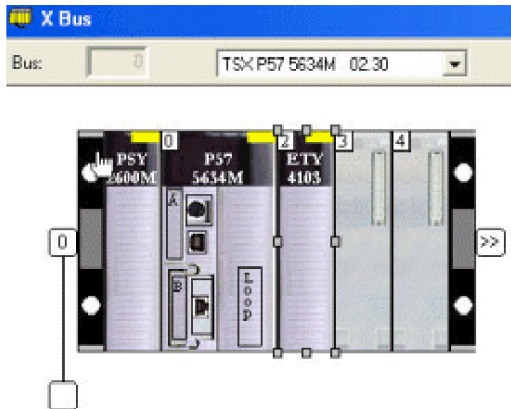 X Bus
Bus: 0 TSX P57 5634M 02.30
0 2 3 4
PSY P57 ETY
2600M 5634M 4103
A
0 >>
B
Loop